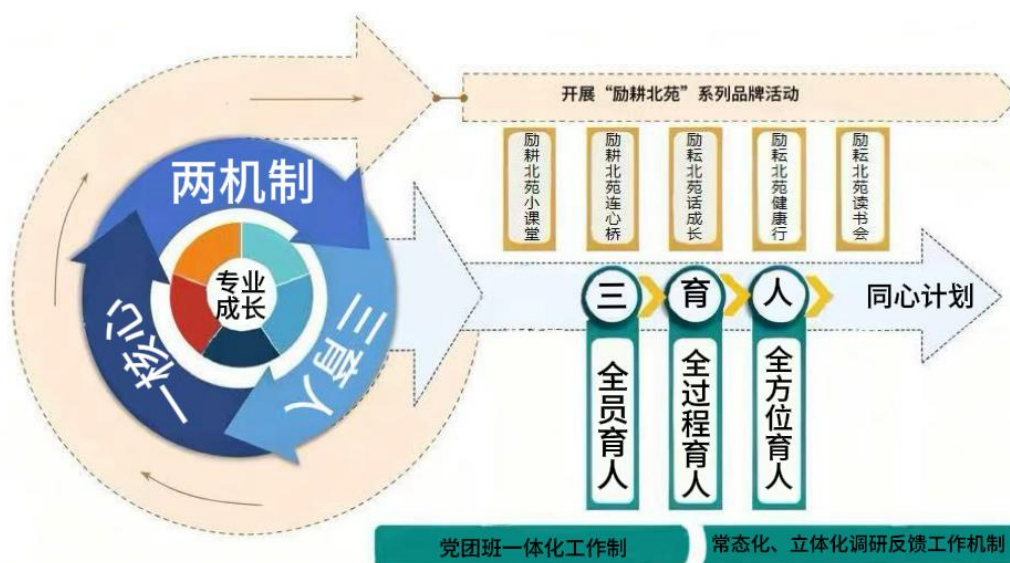 开展“励耕北苑”系列品牌活动
励耕北苑小课堂
励耕北苑连心桥
励耘北苑话成长
励耘北苑健康行
励耘北苑读书会
两机制
一核心
三育人
专业
成长
三育人
同心计划
全员育人
全过程育人
全方位育人
党团班一体化工作制
常态化、立体化调研反馈工作机制